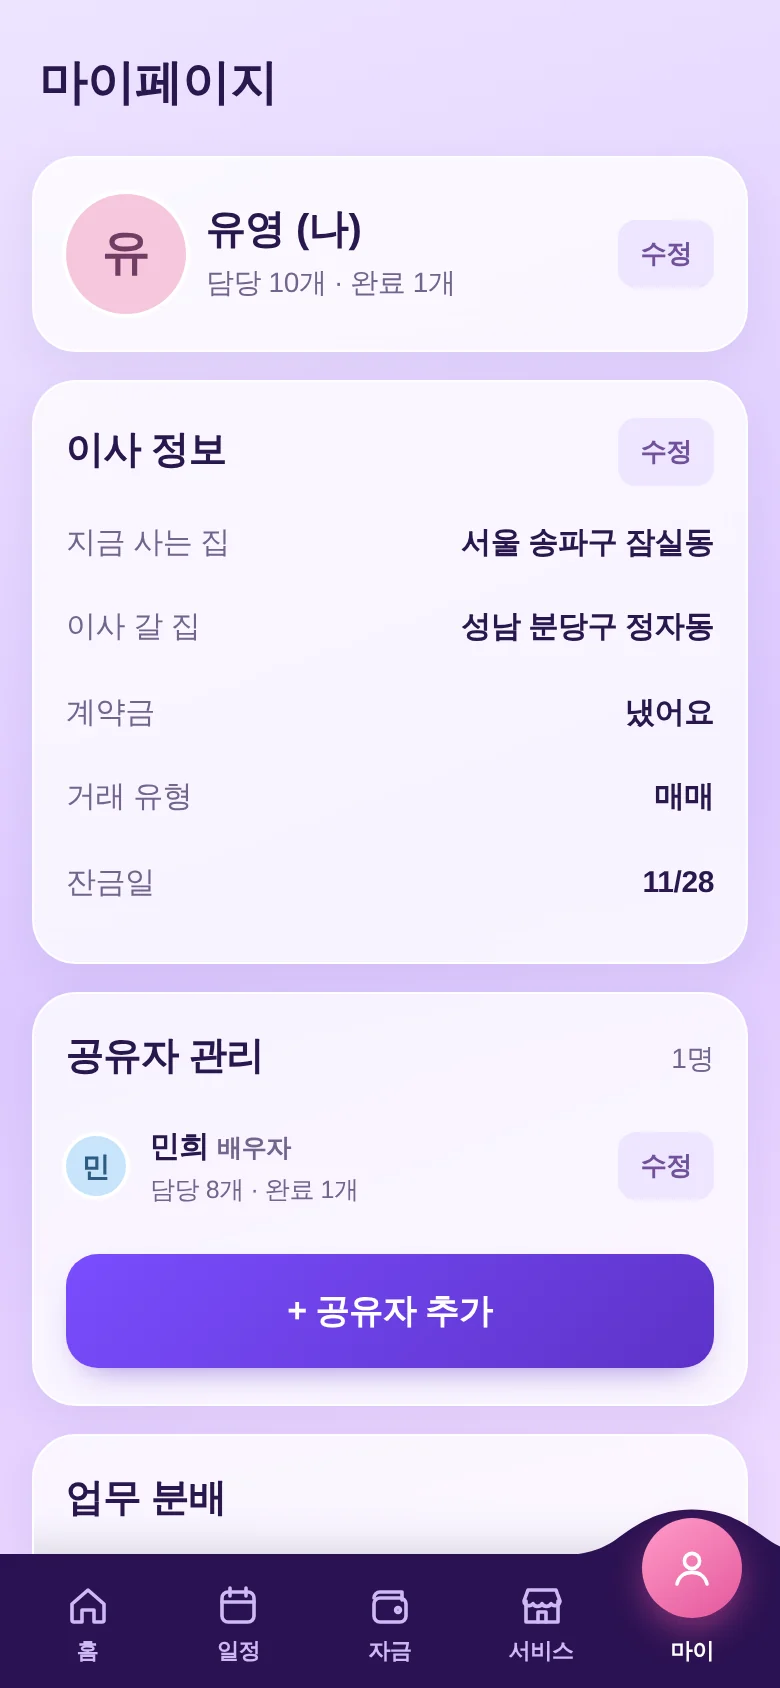 마이페이지
유
유영 (나)
담당 10개 · 완료 1개
수정
이사 정보
수정
지금 사는 집
서울 송파구 잠실동
이사 갈 집
성남 분당구 정자동
계약금
냈어요
거래 유형
매매
잔금일
11/28
공유자 관리
1명
민
민희 배우자
담당 8개 · 완료 1개
수정
+ 공유자 추가
업무 분배
홈
일정
자금
서비스
마이